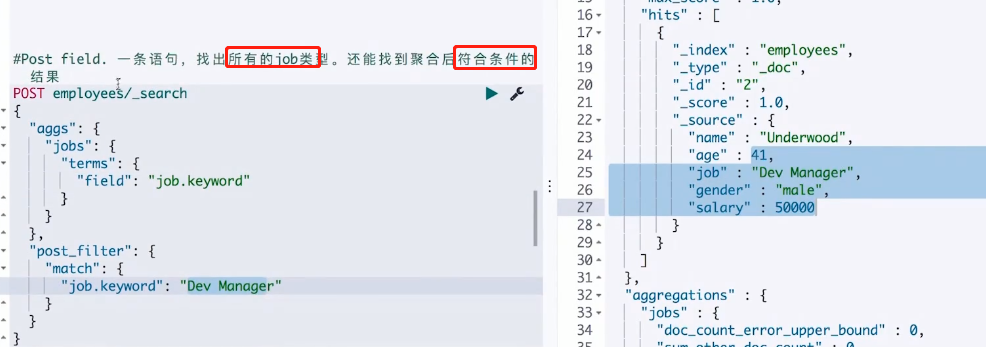 #Post field. 一条语句，找出所有的job类型。还能找到聚合后符合条件的
结果
POST employees/_search
{
"aggs": {
"jobs": {
"terms": {
"field": "job.keyword"
}
}
},
"post_filter": {
"match": {
"job.keyword": "Dev Manager"
}
}
}
16 "hits" : [
17 {
18 "_index" : "employees",
19 "_type" : "_doc",
20 "_id" : "2",
21 "_score" : 1.0,
22 "_source" : {
23 "name" : "Underwood",
24 "age" : 41,
25 "job" : "Dev Manager",
26 "gender" : "male",
27 "salary" : 50000
28 }
29 }
30 ]
31 },
32 "aggregations" : {
33 "jobs" : {
34 "doc_count_error_upper_bound" : 0,